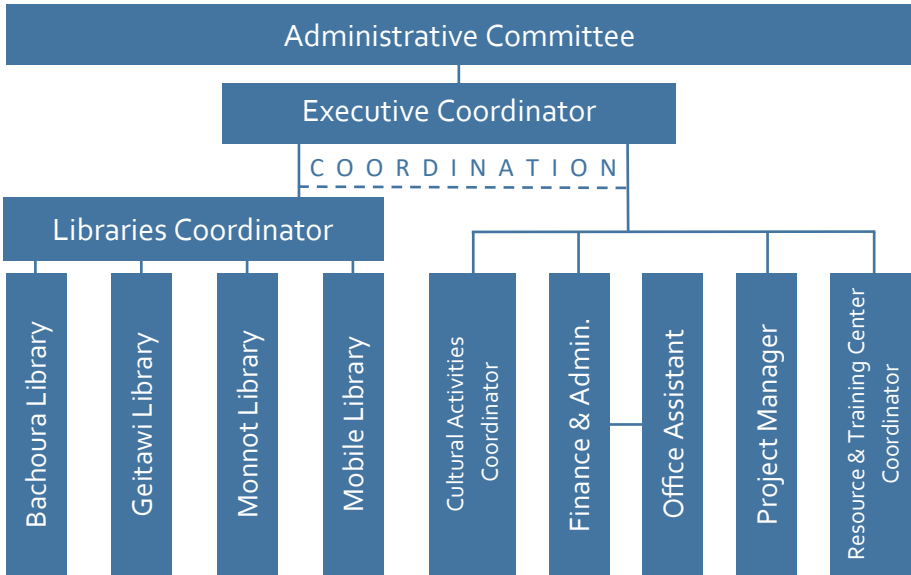 Administrative Committee
Executive Coordinator
COORDINATION
Libraries Coordinator
Bachoura Library
Geitawi Library
Monnot Library
Mobile Library
Cultural Activities
Coordinator
Finance & Admin.
Office Assistant
Project Manager
Resource & Training Center
Coordinator